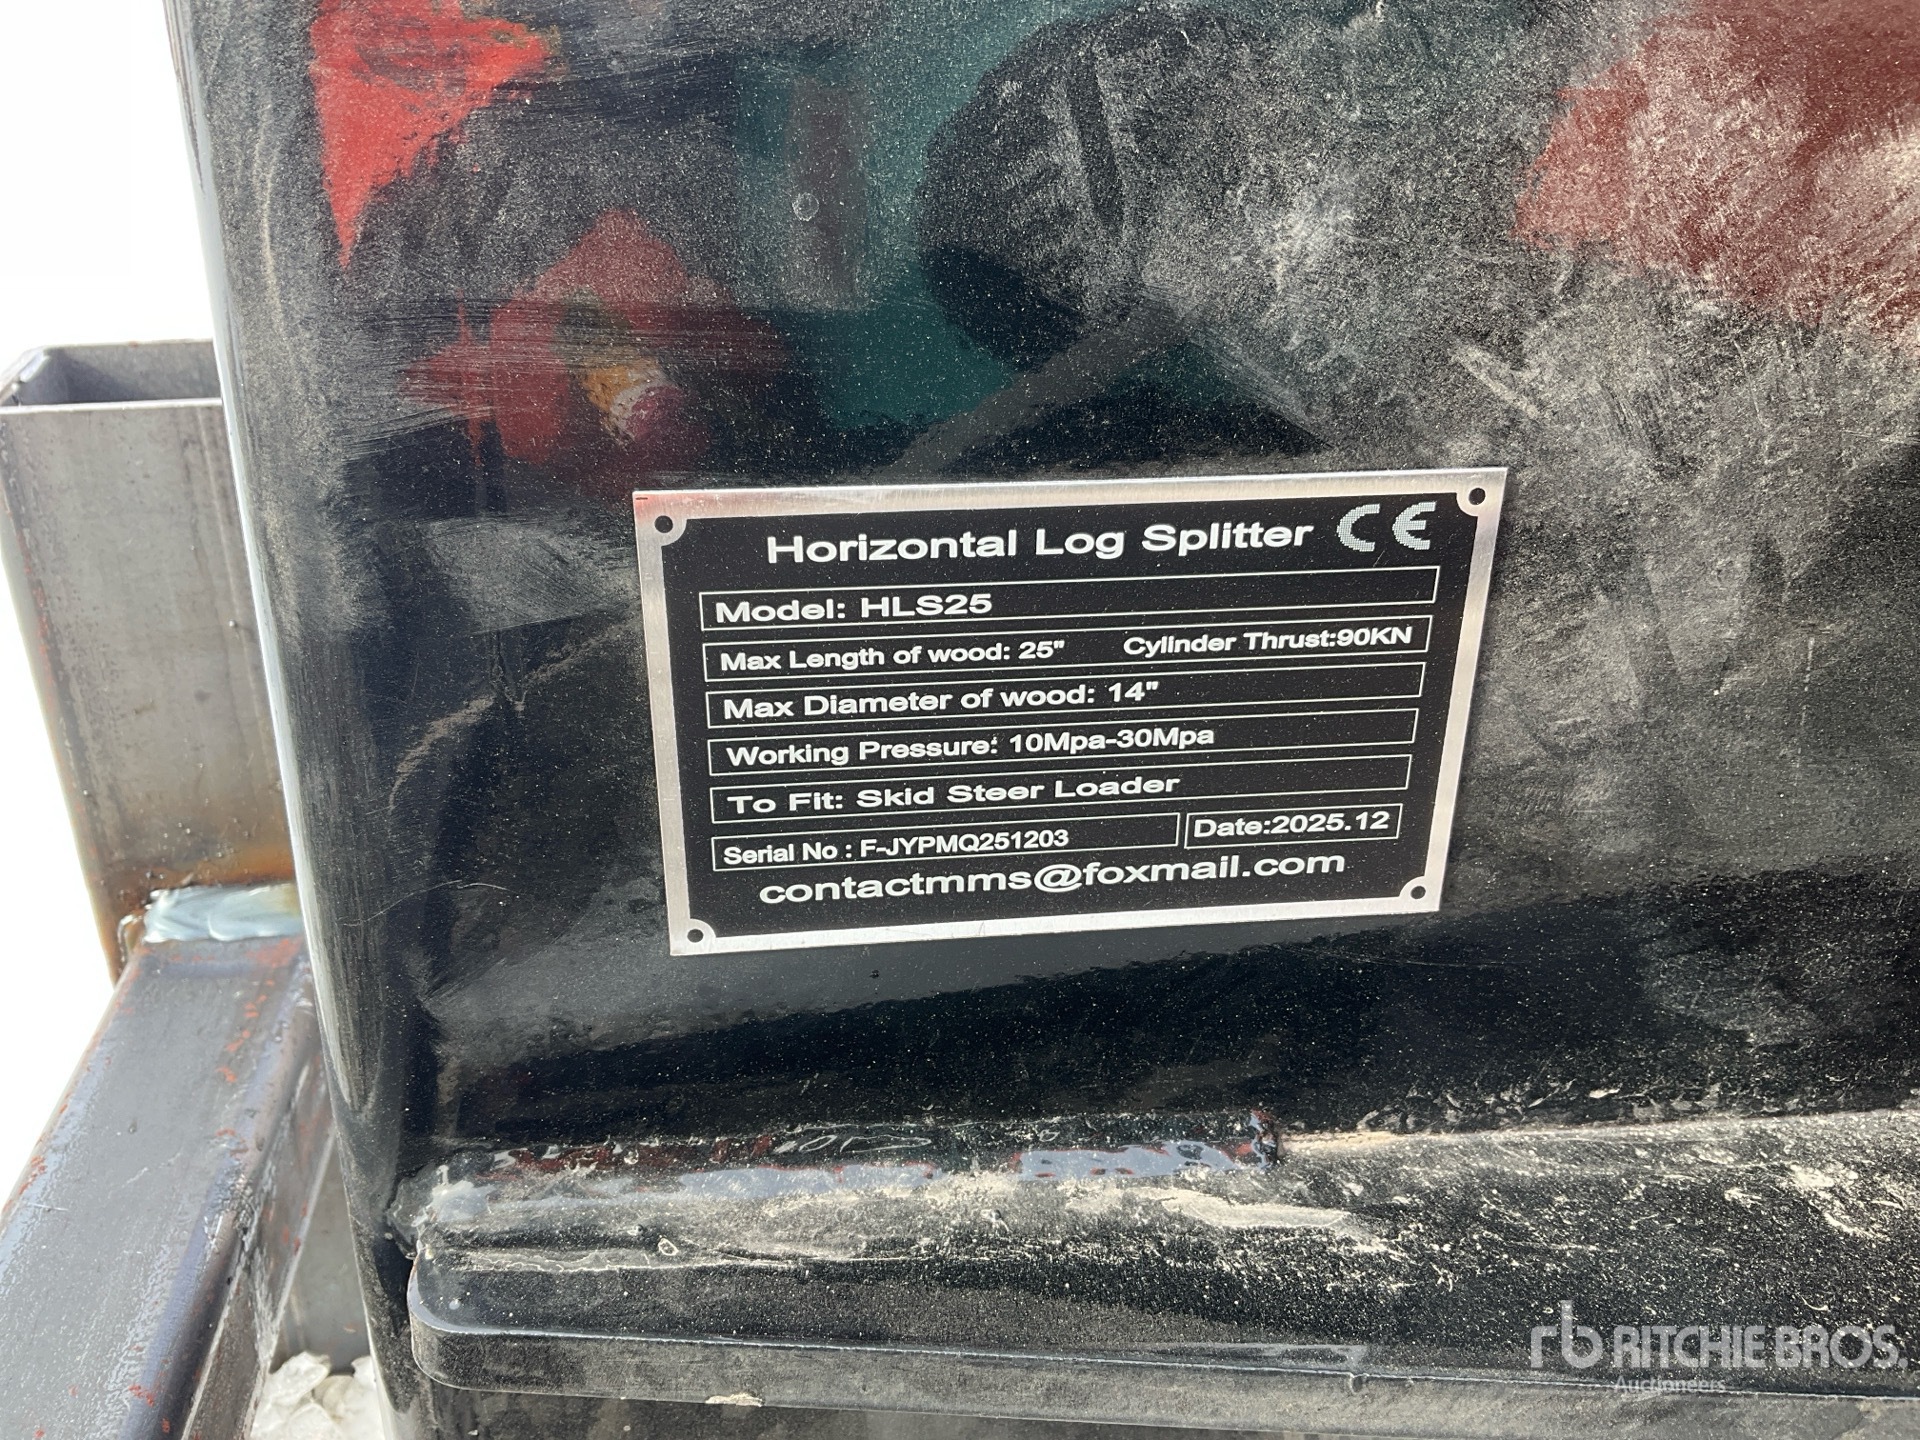 Horizontal Log Splitter CE
Model: HLS25
Max Length of wood: 25" Cylinder Thrust:90KN
Max Diameter of wood: 14"
Working Pressure: 10Mpa-30Mpa
To Fit: Skid Steer Loader
Serial No : F-JYPMQ251203 Date:2025.12
contactmms@foxmail.com
rb RITCHIE BROS.
Auctioneers